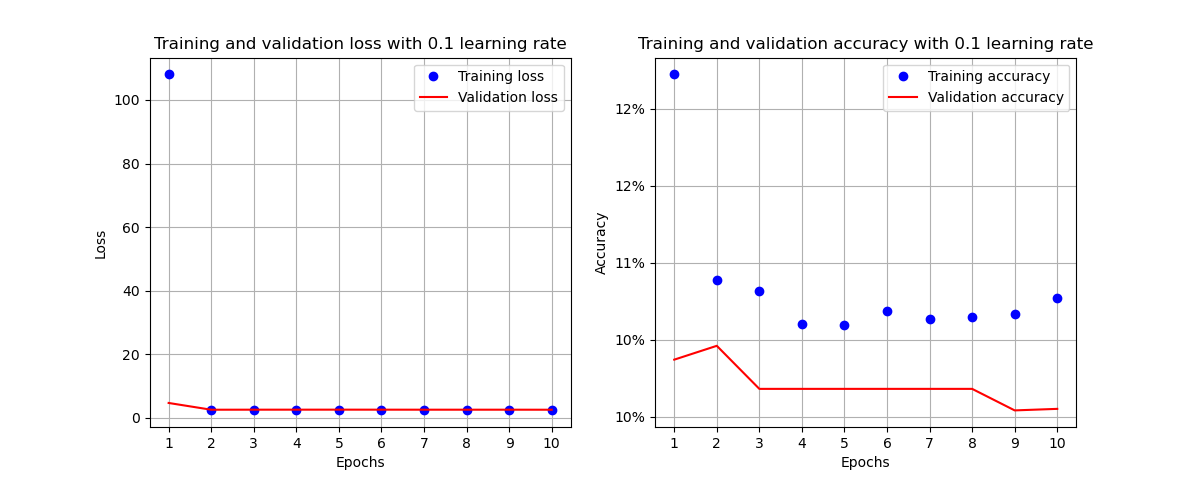 Training and validation loss with 0.1 learning rate
Training loss
Validation loss
100
80
60
40
20
0
Loss
1 2 3 4 5 6 7 8 9 10
Epochs
Training and validation accuracy with 0.1 learning rate
Training accuracy
Validation accuracy
12%
12%
11%
10%
10%
Accuracy
1 2 3 4 5 6 7 8 9 10
Epochs